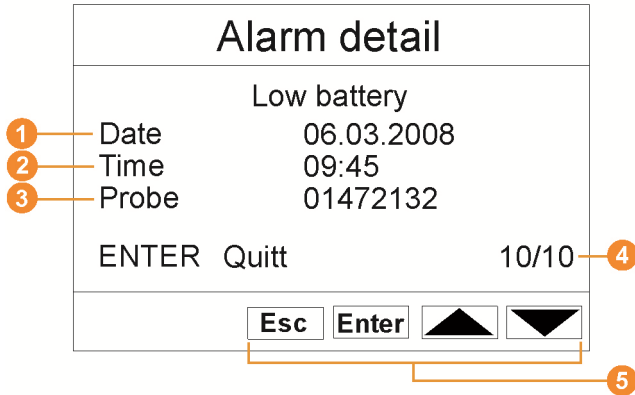 Alarm detail
Low battery
1 Date 06.03.2008
2 Time 09:45
3 Probe 01472132
ENTER Quitt 10/10 4
Esc Enter
5